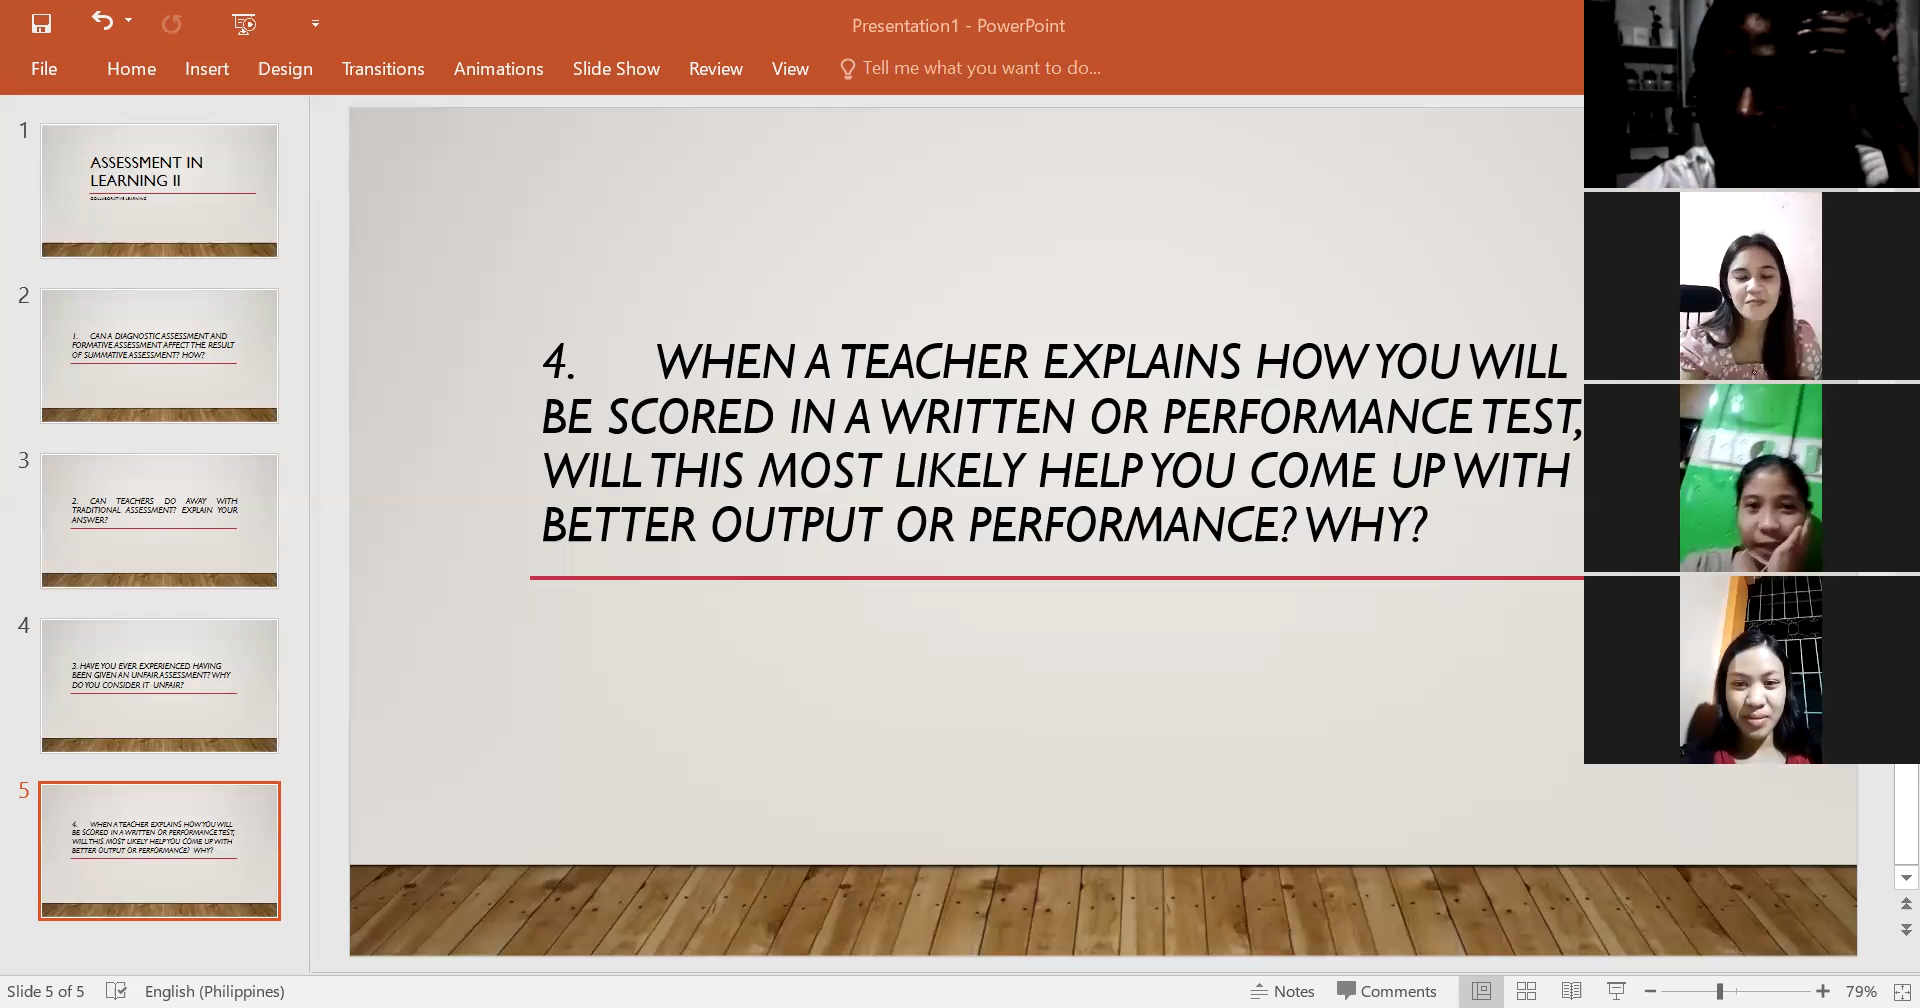 Presentation1 - PowerPoint
File Home Insert Design Transitions Animations Slide Show Review View Tell me what you want to do...
1
ASSESSMENT IN
LEARNING II
COLLABORATIVE LEARNING
2
1. CAN A DIAGNOSTIC ASSESSMENT AND
FORMATIVE ASSESSMENT AFFECT THE RESULT
OF SUMMATIVE ASSESSMENT? HOW?
3
2. CAN TEACHERS DO AWAY WITH
TRADITIONAL ASSESSMENT? EXPLAIN YOUR
ANSWER?
4
3. HAVE YOU EVER EXPERIENCED HAVING
BEEN GIVEN AN UNFAIR ASSESSMENT? WHY
DO YOU CONSIDER IT UNFAIR?
5
4. WHEN A TEACHER EXPLAINS HOW YOU WILL
BE SCORED IN A WRITTEN OR PERFORMANCE TEST,
WILL THIS MOST LIKELY HELP YOU COME UP WITH
BETTER OUTPUT OR PERFORMANCE? WHY?
4. WHEN A TEACHER EXPLAINS HOW YOU WILL
BE SCORED IN A WRITTEN OR PERFORMANCE TEST,
WILL THIS MOST LIKELY HELP YOU COME UP WITH
BETTER OUTPUT OR PERFORMANCE? WHY?
Slide 5 of 5 English (Philippines) Notes Comments 79%